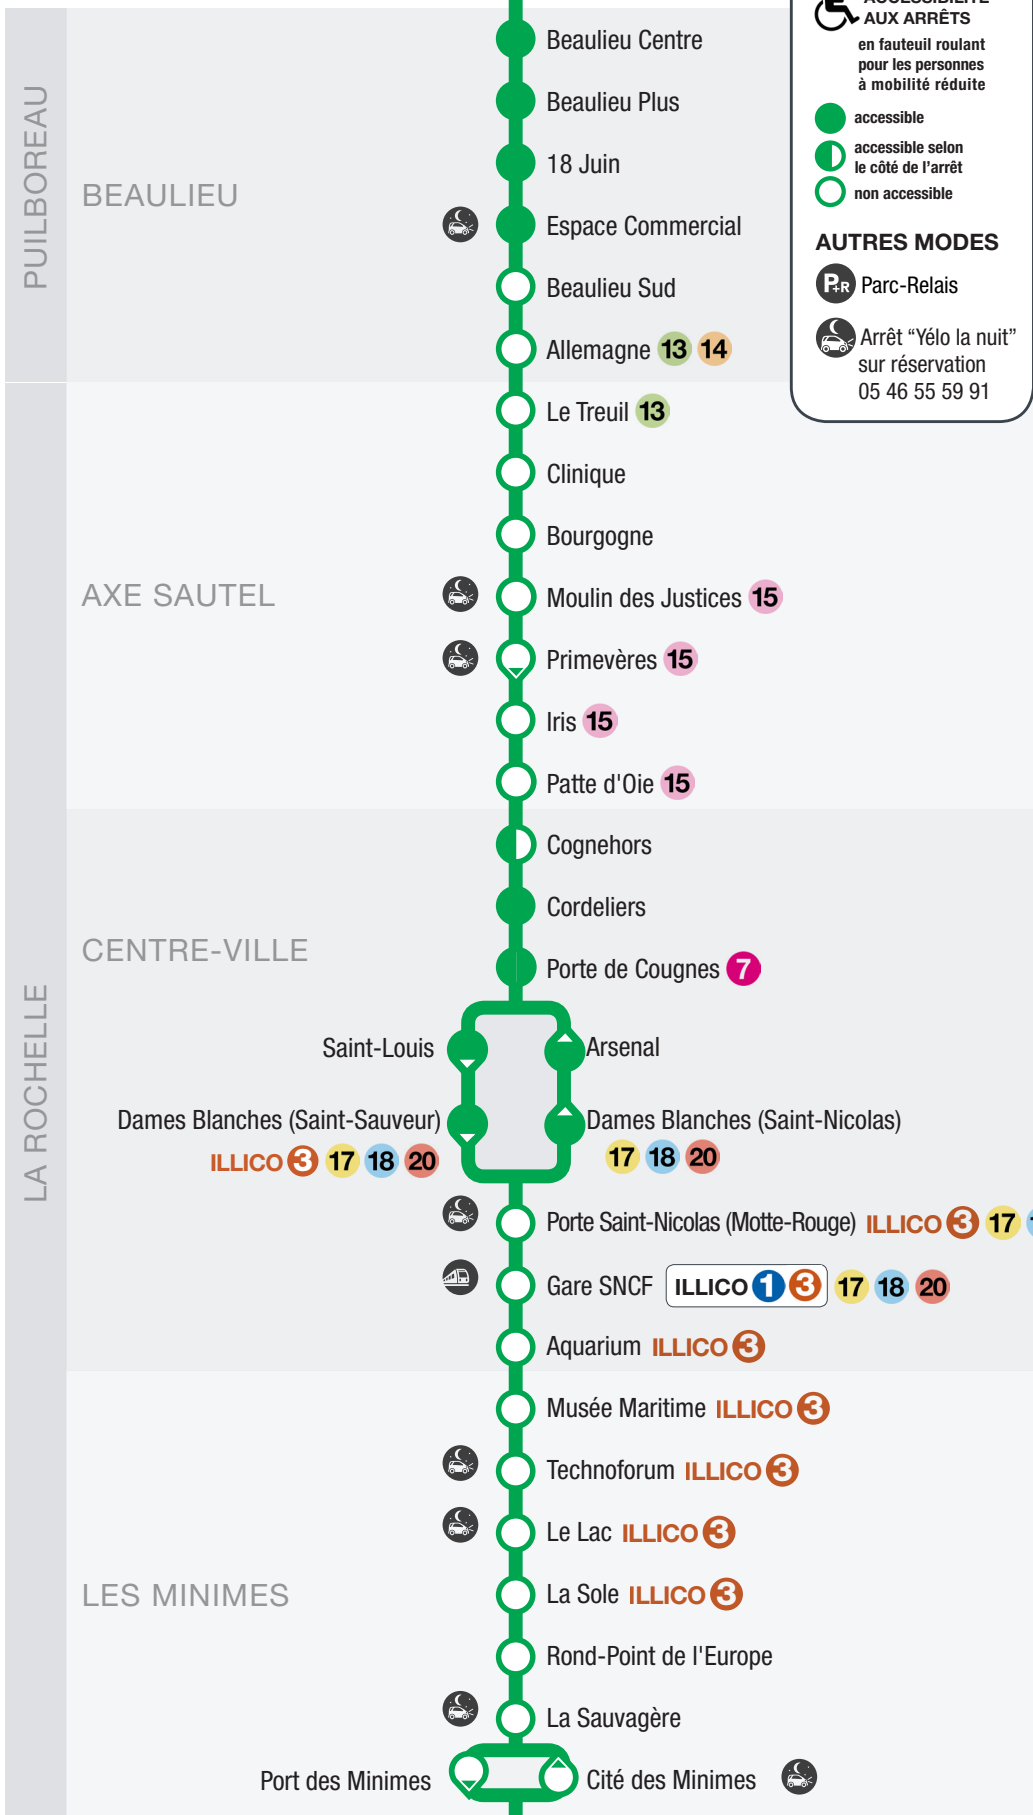 ACCESSIBILITÉ
AUX ARRÊTS
en fauteuil roulant
pour les personnes
à mobilité réduite
accessible
accessible selon
le côté de l'arrêt
non accessible
AUTRES MODES
P+R Parc-Relais
Arrêt “Yélo la nuit”
sur réservation
05 46 55 59 91
PUILBOREAU
BEAULIEU
Beaulieu Centre
Beaulieu Plus
18 Juin
Espace Commercial
Beaulieu Sud
Allemagne 13 14
LA ROCHELLE
AXE SAUTEL
Le Treuil 13
Clinique
Bourgogne
Moulin des Justices 15
Primevères 15
Iris 15
Patte d'Oie 15
CENTRE-VILLE
Cognehors
Cordeliers
Porte de Cougnes 7
Saint-Louis
Arsenal
Dames Blanches (Saint-Sauveur)
ILLICO 3 17 18 20
Dames Blanches (Saint-Nicolas)
17 18 20
Porte Saint-Nicolas (Motte-Rouge) ILLICO 3 17
Gare SNCF ILLICO 1 3 17 18 20
Aquarium ILLICO 3
LES MINIMES
Musée Maritime ILLICO 3
Technoforum ILLICO 3
Le Lac ILLICO 3
La Sole ILLICO 3
Rond-Point de l'Europe
La Sauvagère
Port des Minimes
Cité des Minimes